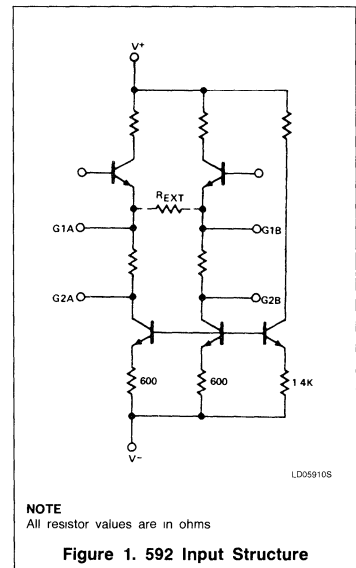 V+
REXT
G1A
G1B
G2A
G2B
600
600
1 4K
V-
LD05910S
NOTE
All resistor values are in ohms
Figure 1. 592 Input Structure